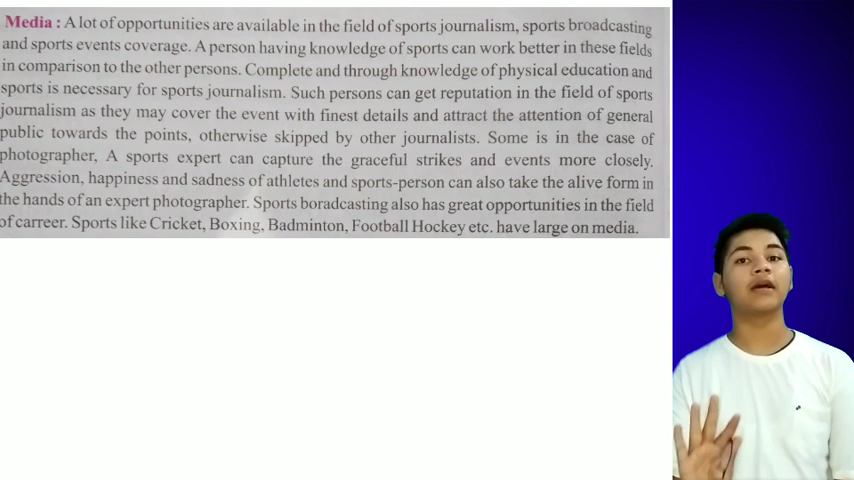 Media : A lot of opportunities are available in the field of sports journalism, sports broadcasting
and sports events coverage. A person having knowledge of sports can work better in these fields
in comparison to the other persons. Complete and through knowledge of physical education and
sports is necessary for sports journalism. Such persons can get reputation in the field of sports
journalism as they may cover the event with finest details and attract the attention of general
public towards the points, otherwise skipped by other journalists. Some is in the case of
photographer, A sports expert can capture the graceful strikes and events more closely.
Aggression, happiness and sadness of athletes and sports-person can also take the alive form in
the hands of an expert photographer. Sports boradcasting also has great opportunities in the field
of carreer. Sports like Cricket, Boxing, Badminton, Football Hockey etc. have large on media.